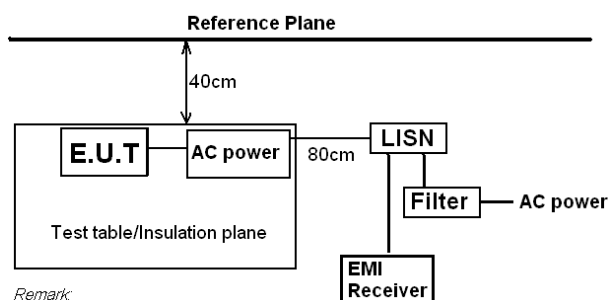 Reference Plane
40cm
E.U.T
AC power
80cm
LISN
Filter
AC power
Test table/Insulation plane
EMI
Receiver
Remark: